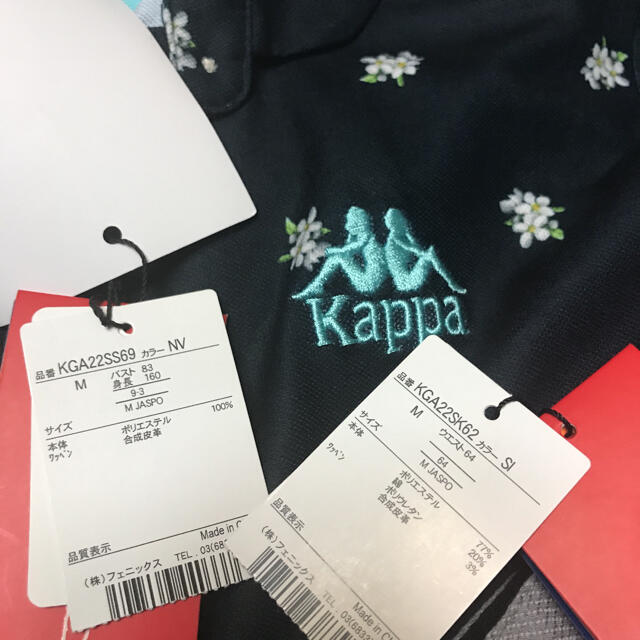 Kappa
品番 KGA22SS69 カラー NV
M バスト 83
身長 160
9-3
サイズ M JASPO
本体 ポリエステル 100%
ワッペン 合成皮革
品質表示
Made in C
(株)フェニックス TEL . 03(683
品番 KGA22SK62 カラー SI
M ウエスト 64
64
サイズ M JASPO
本体 ポリエステル 77%
綿 20%
ポリウレタン 3%
ワッペン 合成皮革
品質表示
Made in Ch
(株)フェニックス TEL . 03(683